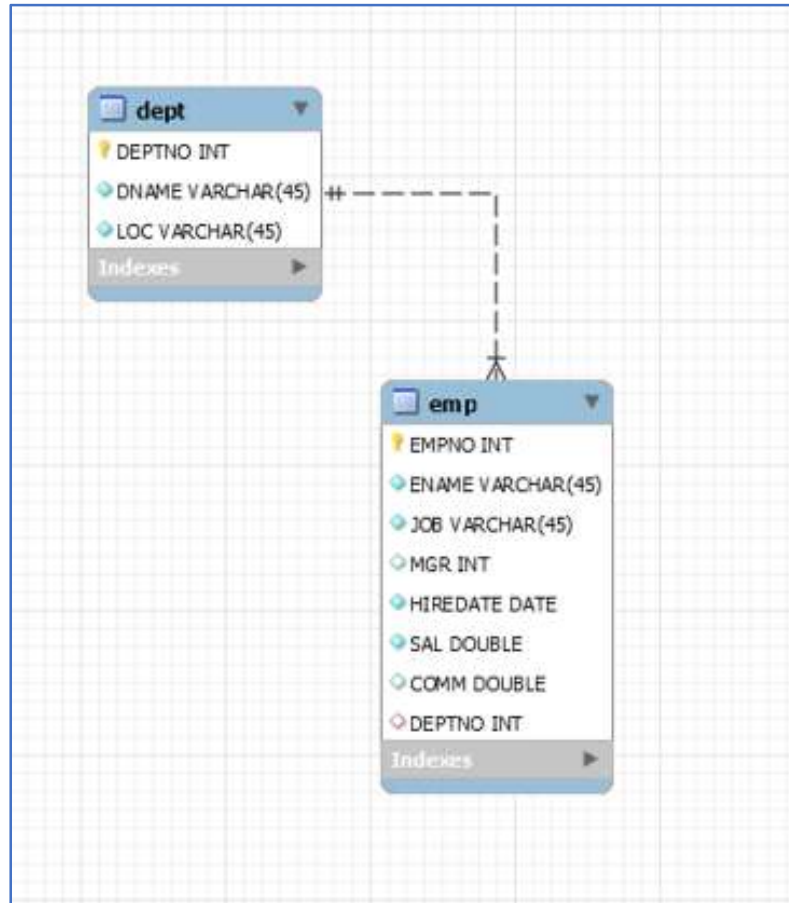 dept
DEPTNO INT
DNAME VARCHAR(45)
LOC VARCHAR(45)
Indexes
emp
EMPNO INT
ENAME VARCHAR(45)
JOB VARCHAR(45)
MGR INT
HIREDATE DATE
SAL DOUBLE
COMM DOUBLE
DEPTNO INT
Indexes